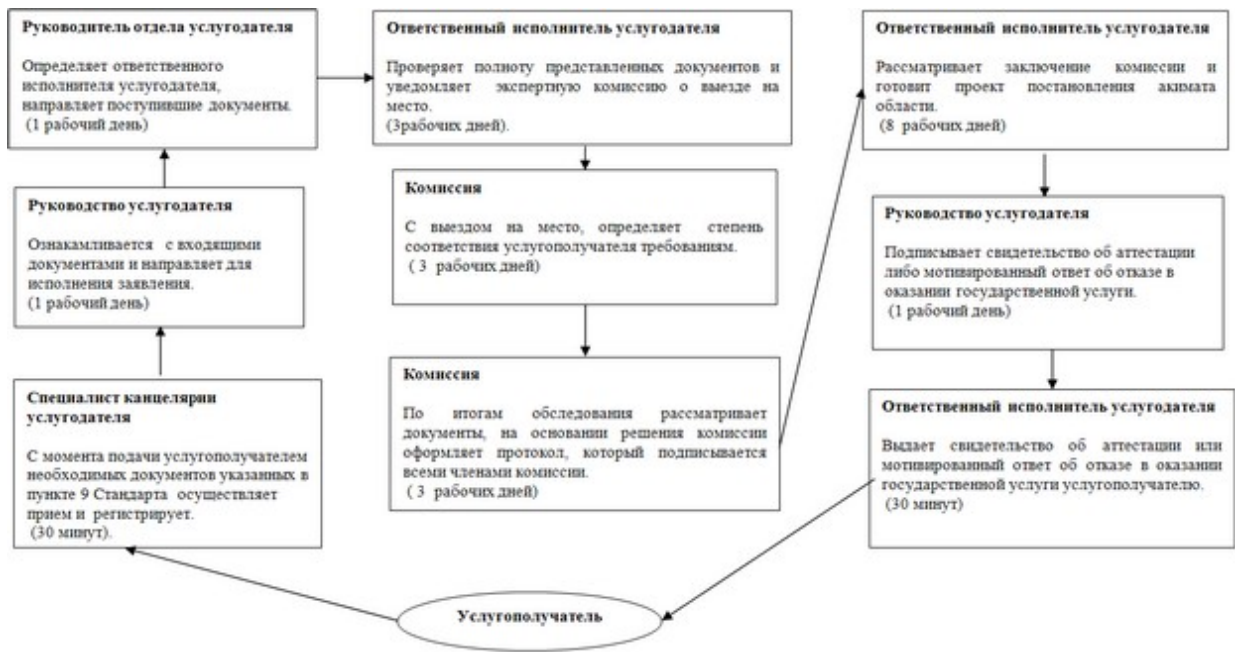 Руководитель отдела услугодателя
Определяет ответственного
исполнителя услугодателя,
направляет поступившие документы.
(1 рабочий день)
Руководство услугодателя
Ознакамливается с входящими
документами и направляет для
исполнения заявления.
(1 рабочий день)
Специалист канцелярии
услугодателя
С момента подачи услугополучателем
необходимых документов указанных в
пункте 9 Стандарта осуществляет
прием и регистрирует.
(30 минут).
Ответственный исполнитель услугодателя
Проверяет полноту представленных документов и
уведомляет экспертную комиссию о выезде на
место.
(3рабочих дней).
Комиссия
С выездом на место, определяет степень
соответствия услугополучателя требованиям.
( 3 рабочих дней)
Комиссия
По итогам обследования рассматривает
документы, на основании решения комиссии
оформляет протокол, который подписывается
всеми членами комиссии.
( 3 рабочих дней)
Ответственный исполнитель услугодателя
Рассматривает заключение комиссии и
готовит проект постановления акимата
области.
(8 рабочих дней)
Руководство услугодателя
Подписывает свидетельство об аттестации
либо мотивированный ответ об отказе в
оказании государственной услуги.
(1 рабочий день)
Ответственный исполнитель услугодателя
Выдает свидетельство об аттестации или
мотивированный ответ об отказе в оказании
государственной услуги услугополучателю.
(30 минут)
Услугополучатель